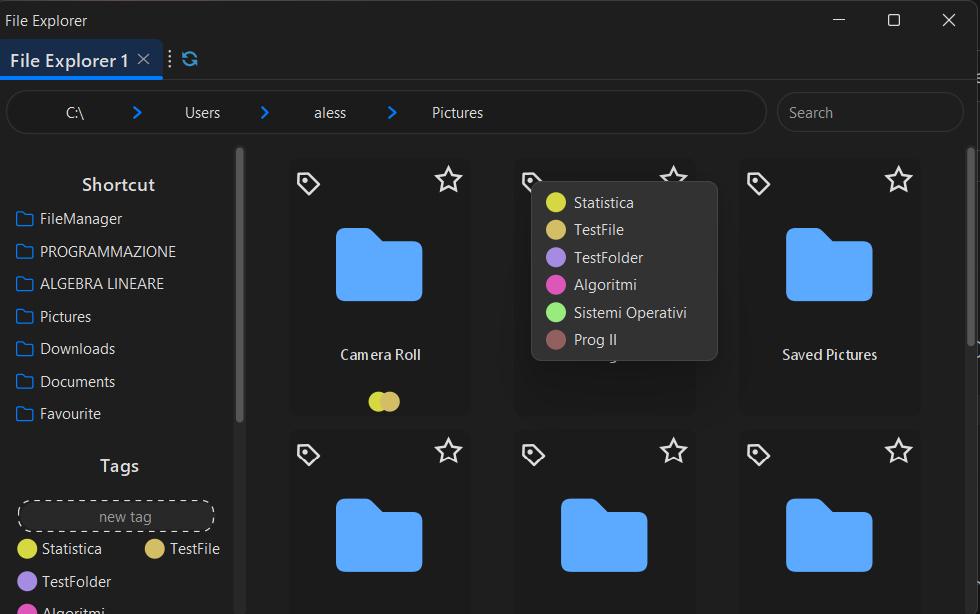 File Explorer
File Explorer 1
C:\ Users aless Pictures
Search
Shortcut
FileManager
PROGRAMMAZIONE
ALGEBRA LINEARE
Pictures
Downloads
Documents
Favourite
Tags
new tag
Statistica TestFile
TestFolder
Algoritmi
Camera Roll
Statistica
TestFile
TestFolder
Algoritmi
Sistemi Operativi
Prog II
Saved Pictures